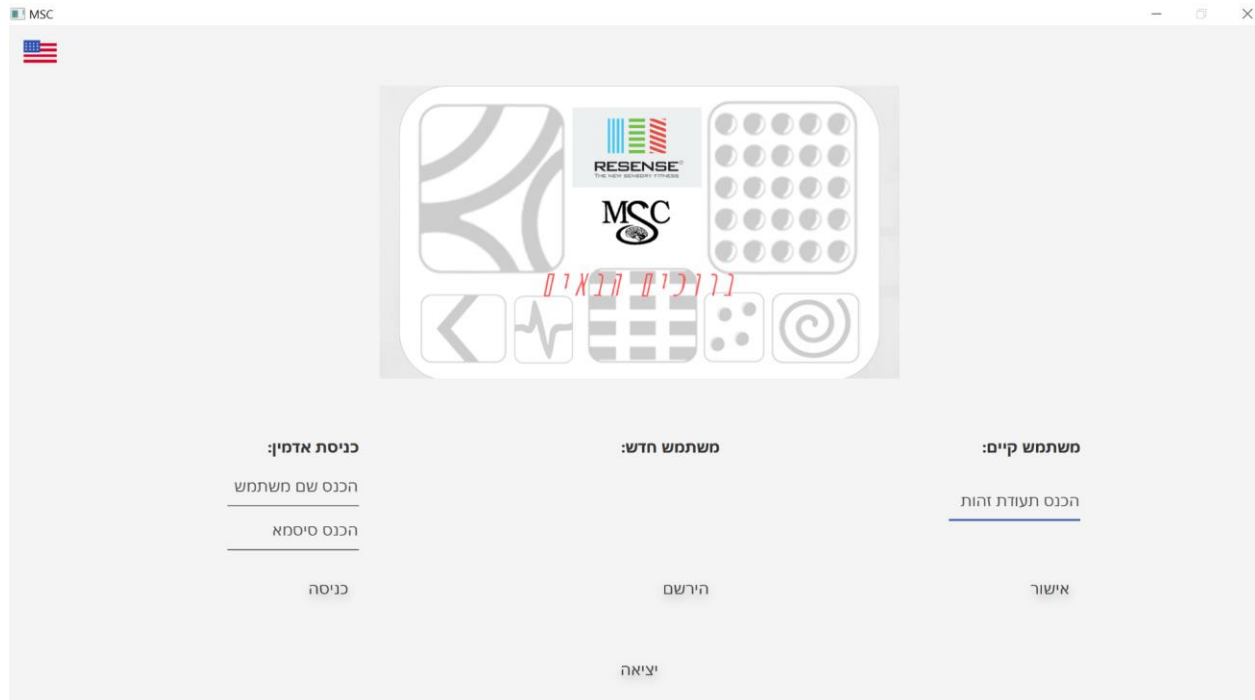 MSC
RESENSE®
THE NEW SENSORY FITNESS
MSC
ברוכים הבאים
משתמש קיים:
הכנס תעודת זהות
אישור
משתמש חדש:
הירשם
כניסת אדמין:
הכנס שם משתמש
הכנס סיסמא
כניסה
יציאה